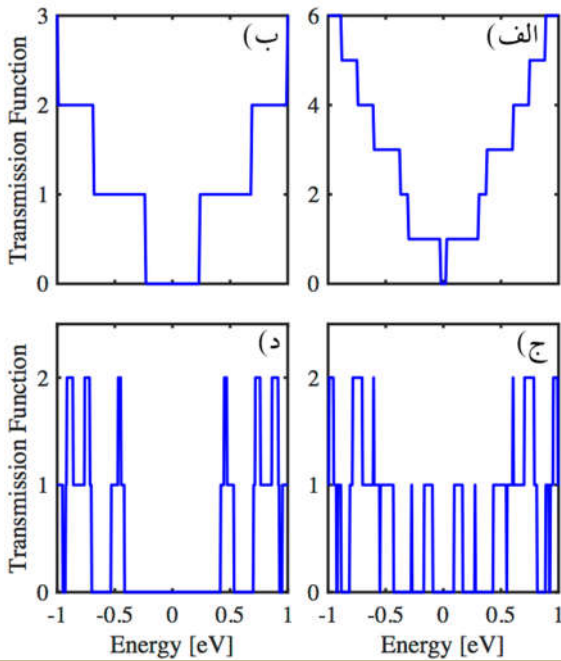 Transmission Function
3
2
1
0
ب)
6
4
2
0
الف)
Transmission Function
2
1
0
-1 -0.5 0 0.5 1
Energy [eV]
د)
2
1
0
-1 -0.5 0 0.5 1
Energy [eV]
ج)